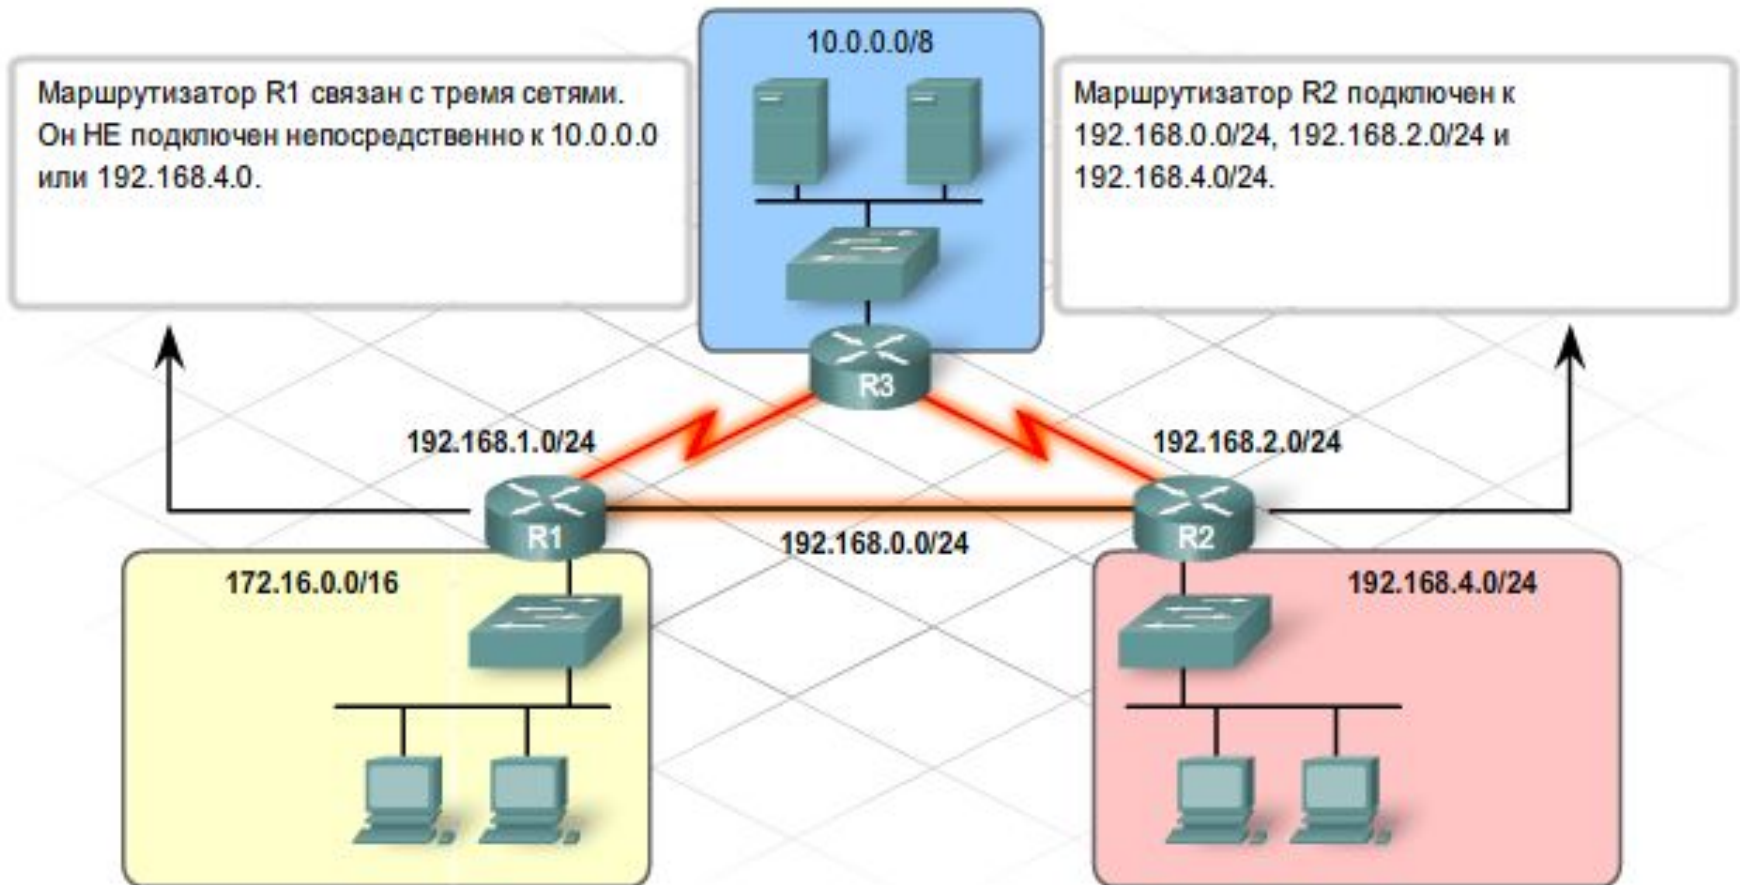 10.0.0.0/8
Маршрутизатор R1 связан с тремя сетями.
Он НЕ подключен непосредственно к 10.0.0.0
или 192.168.4.0.
Маршрутизатор R2 подключен к
192.168.0.0/24, 192.168.2.0/24 и
192.168.4.0/24.
R3
192.168.1.0/24
192.168.2.0/24
R1
192.168.0.0/24
R2
172.16.0.0/16
192.168.4.0/24